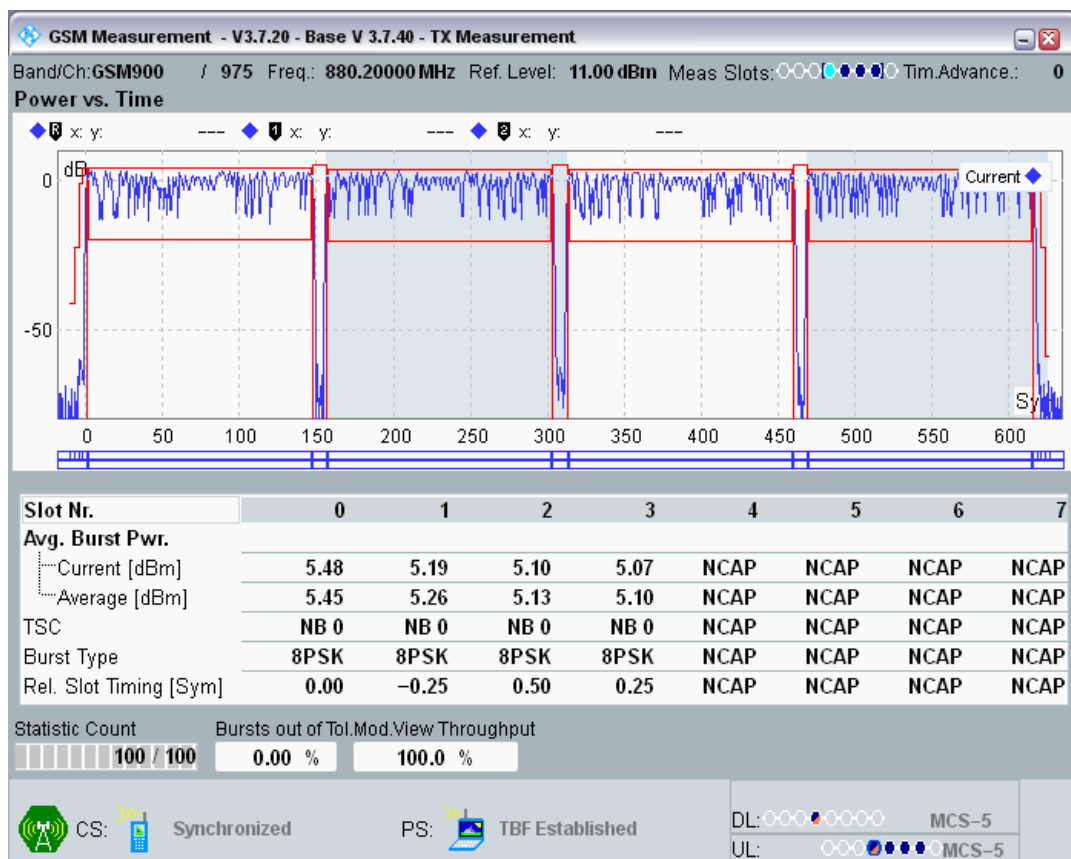 GSM Measurement - V3.7.20 - Base V 3.7.40 - TX Measurement
Band/Ch:GSM900 / 975 Freq.: 880.20000 MHz Ref. Level: 11.00 dBm Meas Slots: Tim.Advance.: 0
Power vs. Time
R x: y: --- 1 x: y: --- 2 x: y: ---
dB
Current
0
-50
Sy
0 50 100 150 200 250 300 350 400 450 500 550 600
Slot Nr. 0 1 2 3 4 5 6 7
Avg. Burst Pwr.
Current [dBm] 5.48 5.19 5.10 5.07 NCAP NCAP NCAP NCAP
Average [dBm] 5.45 5.26 5.13 5.10 NCAP NCAP NCAP NCAP
TSC NB 0 NB 0 NB 0 NB 0 NCAP NCAP NCAP NCAP
Burst Type 8PSK 8PSK 8PSK 8PSK NCAP NCAP NCAP NCAP
Rel. Slot Timing [Sym] 0.00 −0.25 0.50 0.25 NCAP NCAP NCAP NCAP
Statistic Count Bursts out of Tol.Mod.View Throughput
100 / 100 0.00 % 100.0 %
CS: Synchronized PS: TBF Established DL: MCS−5
UL: MCS−5